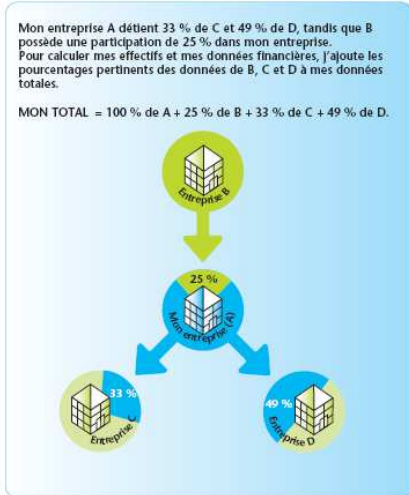 Mon entreprise A détient 33 % de C et 49 % de D, tandis que B
possède une participation de 25 % dans mon entreprise.
Pour calculer mes effectifs et mes données financières, j'ajoute les
pourcentages pertinents des données de B, C et D à mes données
totales.
MON TOTAL = 100 % de A + 25 % de B + 33 % de C + 49 % de D.
Entreprise B
25 %
Mon entreprise (A)
33 %
Entreprise C
49 %
Entreprise D